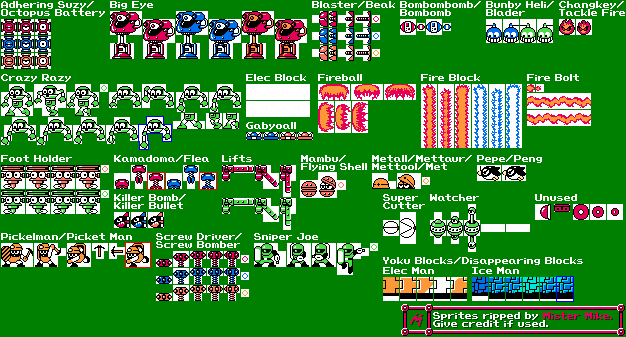 Adhering Suzy/
Octopus Battery
Big Eye
Blaster/Beak
Bombombomb/
Bombomb
Bunby Heli/
Blader
Changkey/
Tackle Fire
Crazy Razy
Elec Block
Gabyoall
Fireball
Fire Block
Fire Bolt
Foot Holder
Kamadoma/Flea
Killer Bomb/
Killer Bullet
Lifts
Mambu/
Flying Shell
Metall/Mettaur/
Mettool/Met
Pepe/Peng
Super
Cutter
Watcher
Unused
Pickelman/Picket Man
Screw Driver/
Screw Bomber
Sniper Joe
Yoku Blocks/Disappearing Blocks
Elec Man
Ice Man
Sprites ripped by Mister Mike.
Give credit if used.